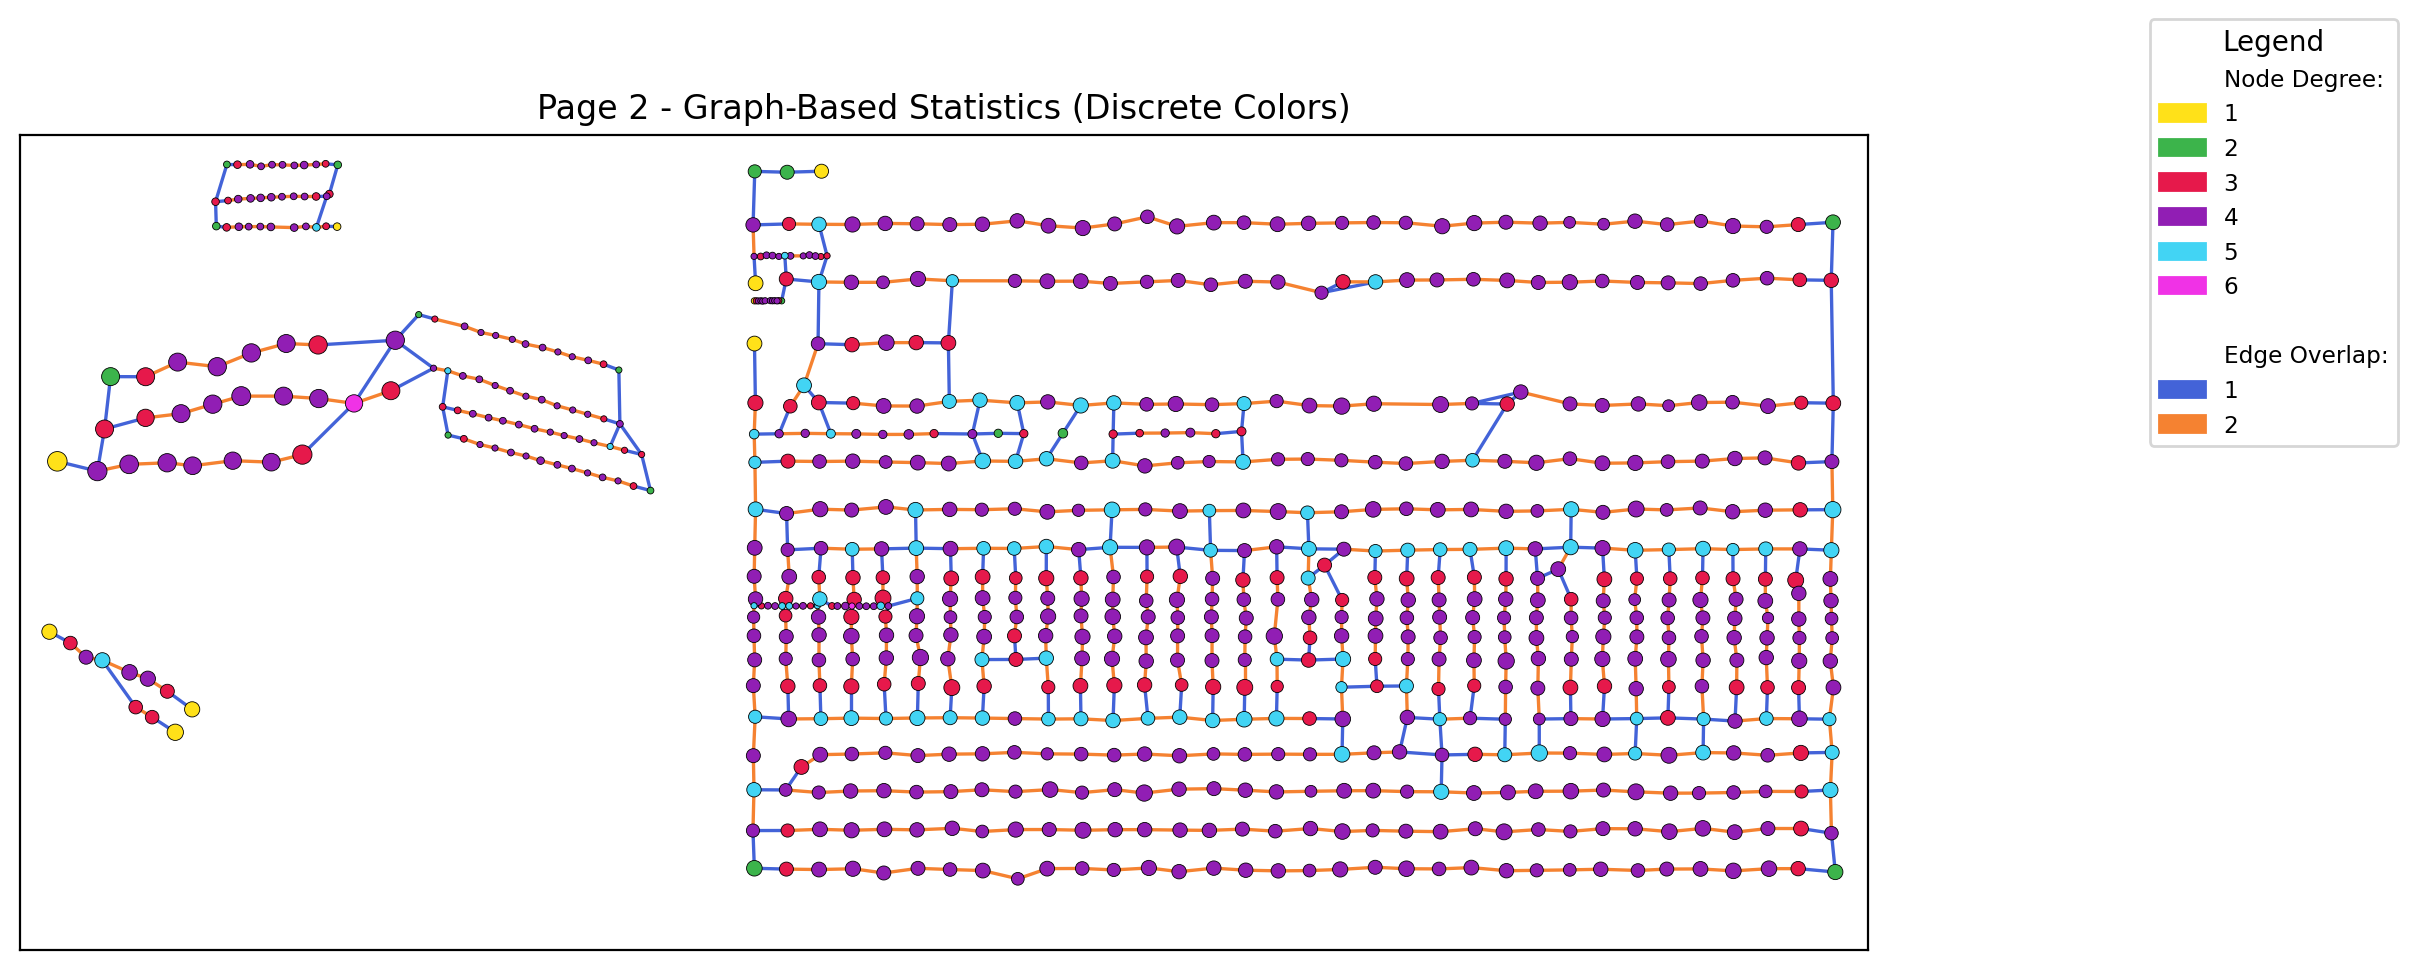 Page 2 - Graph-Based Statistics (Discrete Colors)
Legend
Node Degree:
1
2
3
4
5
6
Edge Overlap:
1
2